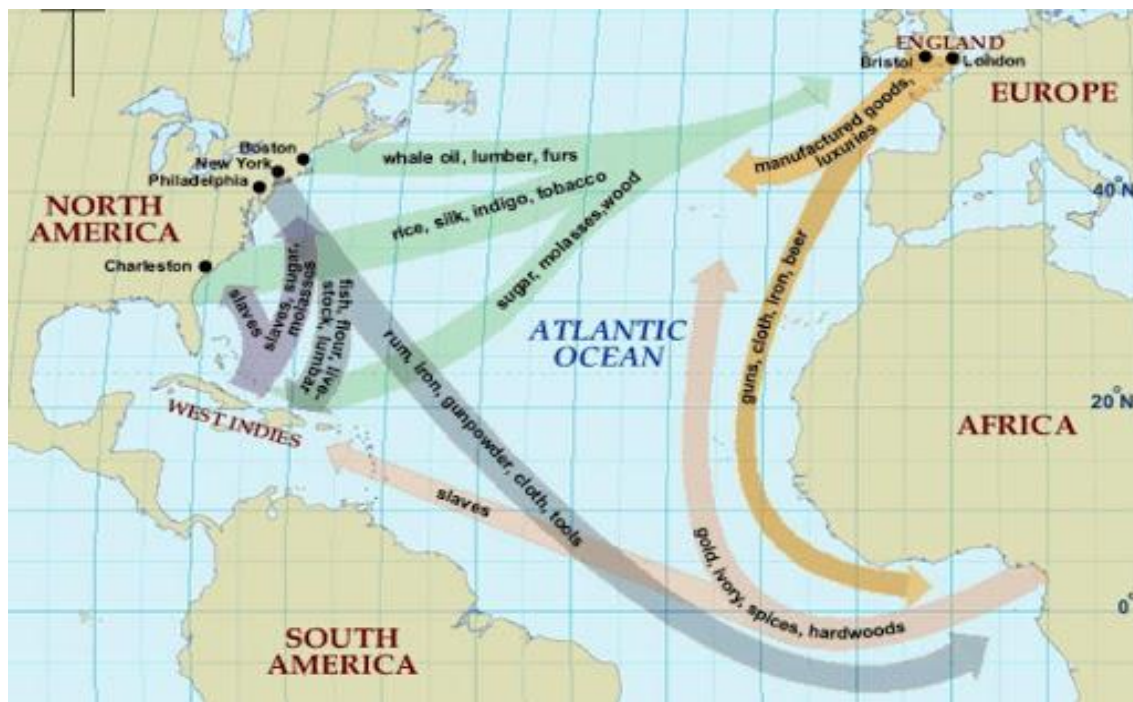 ENGLAND
Bristol
London
EUROPE
manufactured goods,
luxuries
Boston
New York
Philadelphia
whale oil, lumber, furs
40°N
NORTH
AMERICA
rice, silk, indigo, tobacco
sugar, molasses,wood
Charleston
slaves
slaves, sugar,
molasses
fish, flour, live-
stock, lumbar
guns, cloth, iron, beer
ATLANTIC
OCEAN
rum, iron, gunpowder, cloth, tools
20°N
WEST INDIES
AFRICA
slaves
gold, ivory, spices, hardwoods
0°
SOUTH
AMERICA